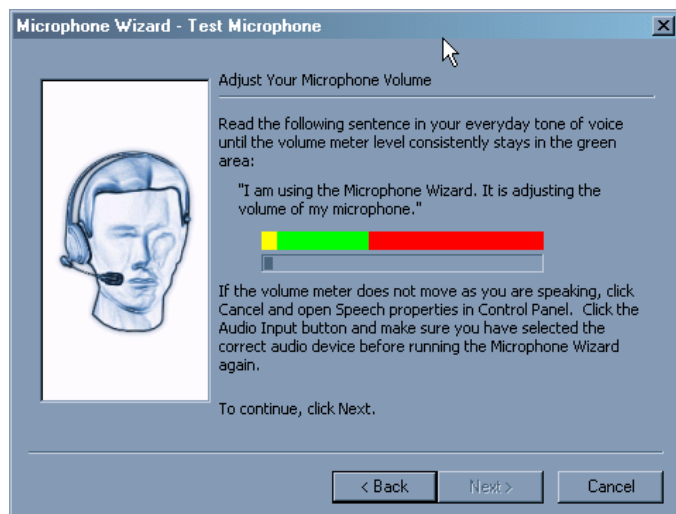 Microphone Wizard - Test Microphone
Adjust Your Microphone Volume
Read the following sentence in your everyday tone of voice
until the volume meter level consistently stays in the green
area:
"I am using the Microphone Wizard. It is adjusting the
volume of my microphone."
If the volume meter does not move as you are speaking, click
Cancel and open Speech properties in Control Panel.  Click the
Audio Input button and make sure you have selected the
correct audio device before running the Microphone Wizard
again.
To continue, click Next.
< Back
Next >
Cancel